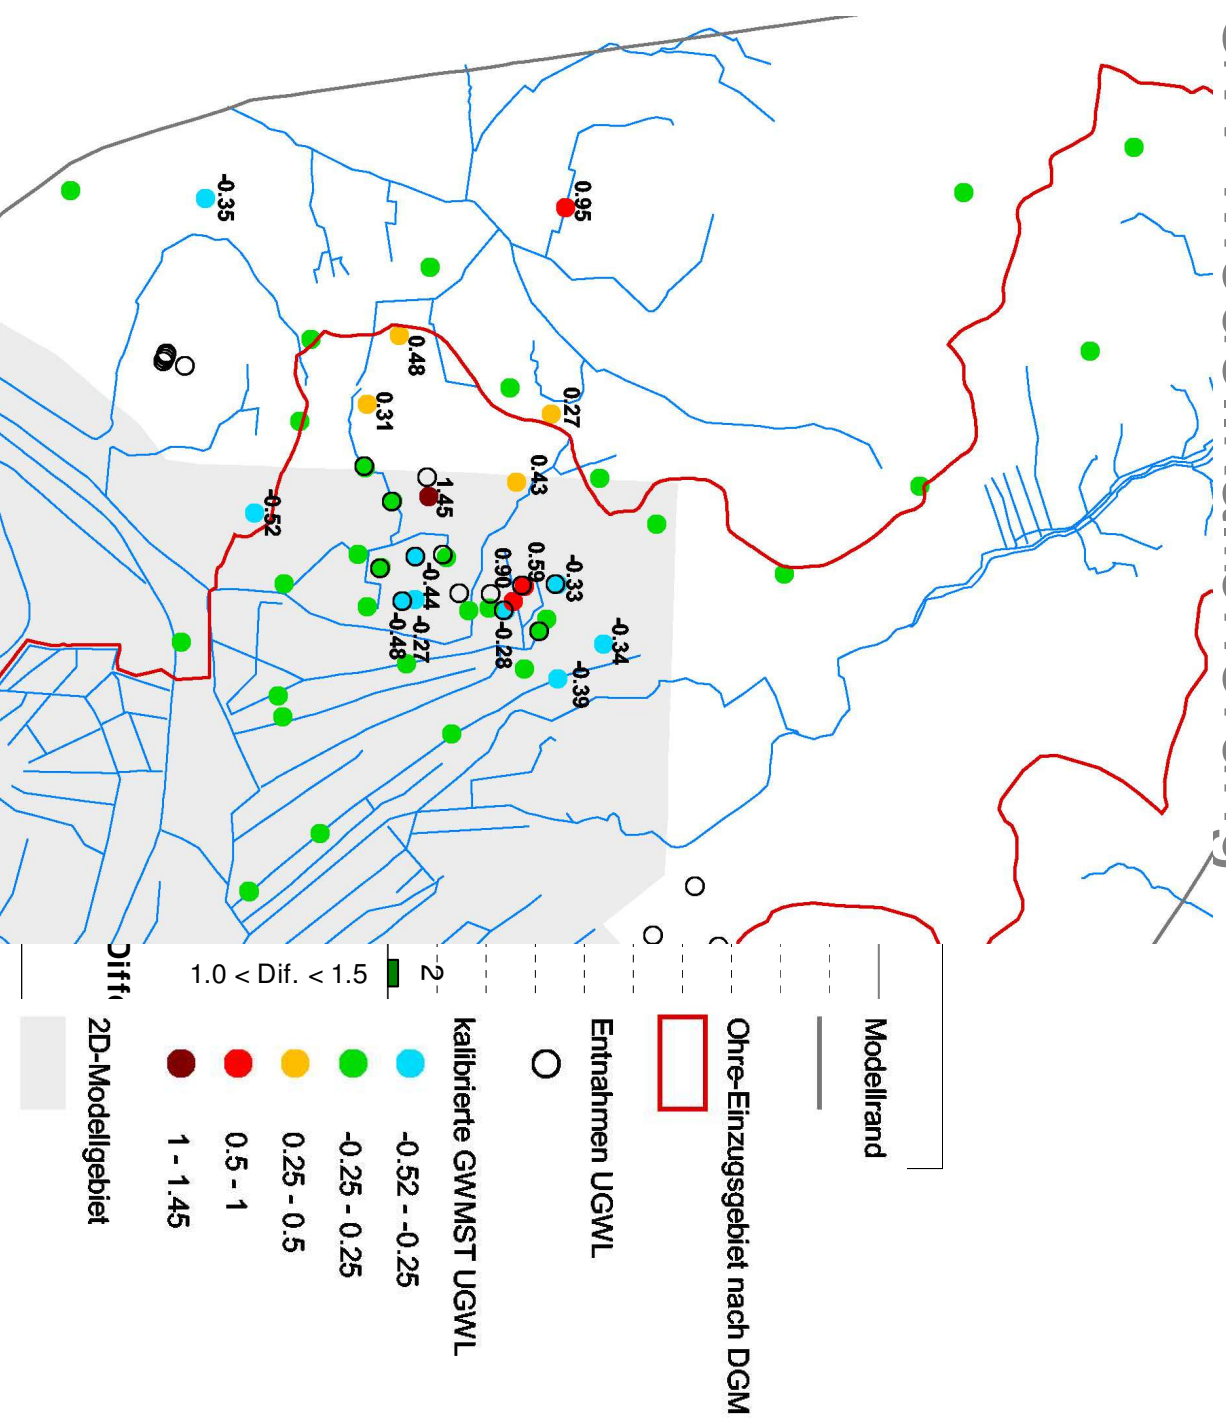 -0.35
0.95
0.48
0.27
0.31
0.43
1.45
-0.52
0.90
0.59
-0.33
-0.44
-0.27
-0.48
-0.28
-0.34
-0.39
1.0 < Dif. < 1.5
2
Modellrand
Ohre-Einzugsgebiet nach DGM
Entnahmen UGWL
kalibrierte GWMST UGWL
-0.52 - -0.25
-0.25 - 0.25
0.25 - 0.5
0.5 - 1
1 - 1.45
2D-Modellgebiet